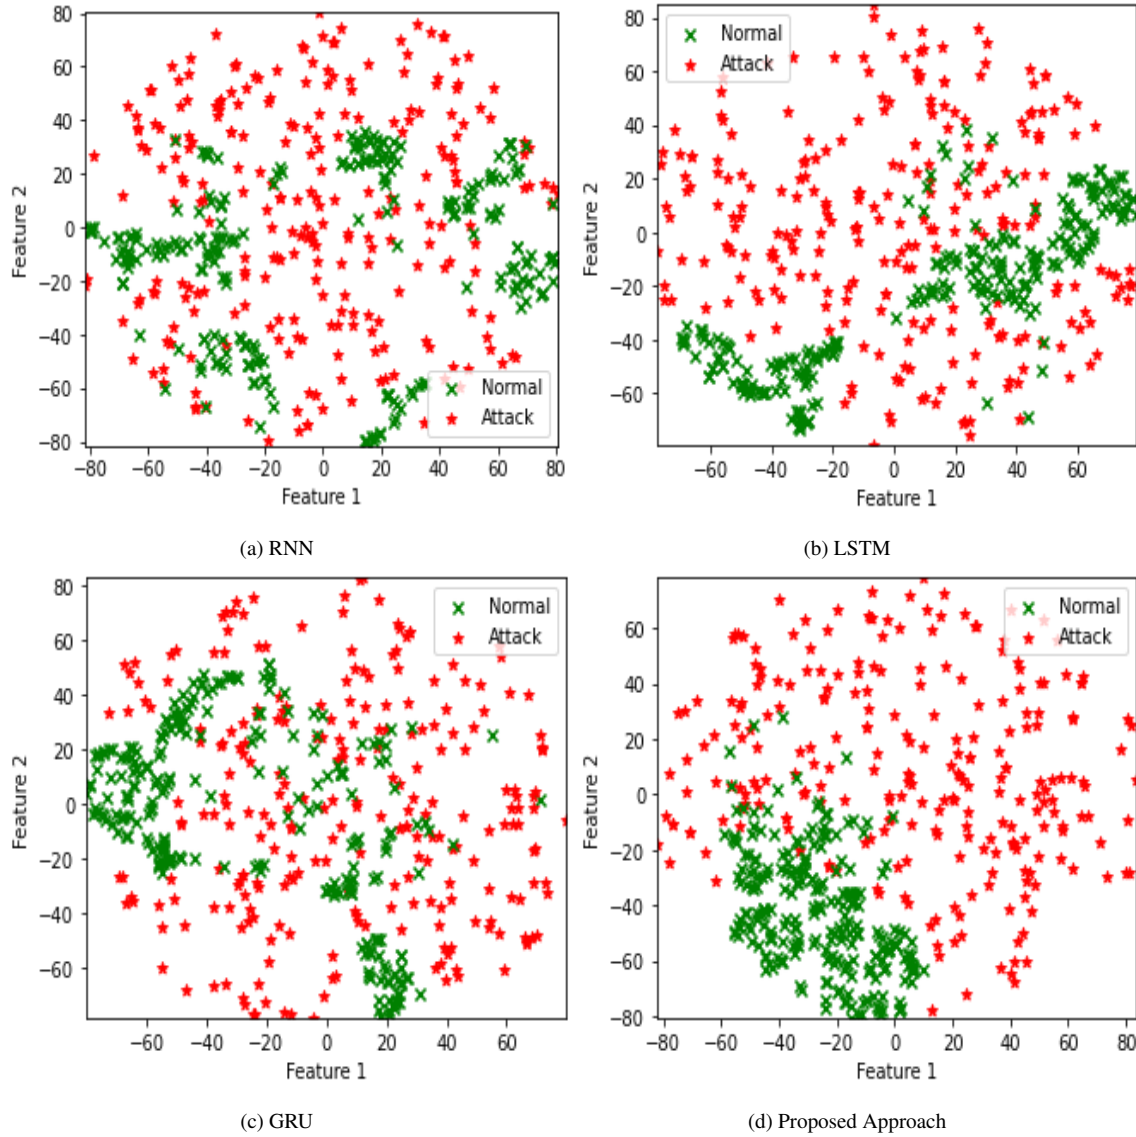 80
60
40
20
0
−20
−40
−60
−80
Feature 2
Normal
Attack
−80 −60 −40 −20 0 20 40 60 80
Feature 1
(a) RNN
80
60
40
20
0
−20
−40
−60
Feature 2
Normal
Attack
−60 −40 −20 0 20 40 60
Feature 1
(b) LSTM
80
60
40
20
0
−20
−40
−60
Feature 2
Normal
Attack
−60 −40 −20 0 20 40 60 80
Feature 1
(c) GRU
60
40
20
0
−20
−40
−60
−80
Feature 2
Normal
Attack
−80 −60 −40 −20 0 20 40 60 80
Feature 1
(d) Proposed Approach